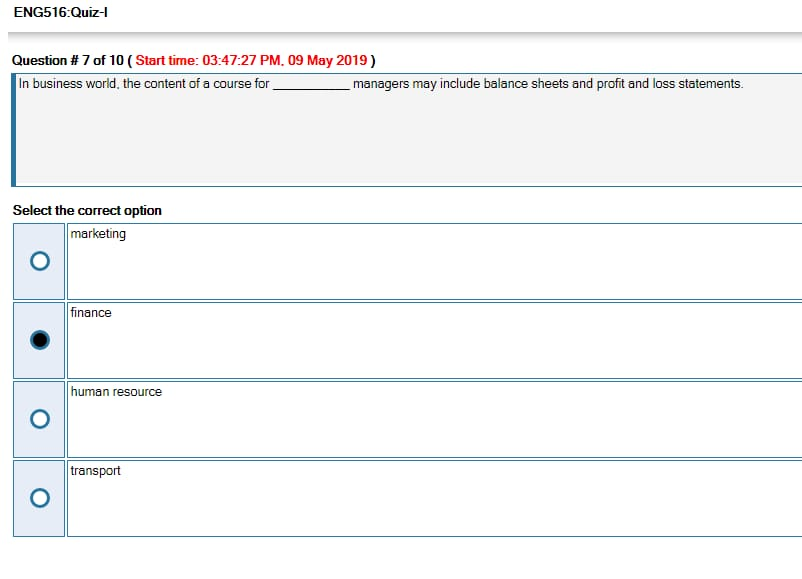 ENG516:Quiz-I
Question # 7 of 10 ( Start time: 03:47:27 PM, 09 May 2019 )
In business world, the content of a course for ___________ managers may include balance sheets and profit and loss statements.
Select the correct option
marketing
finance
human resource
transport